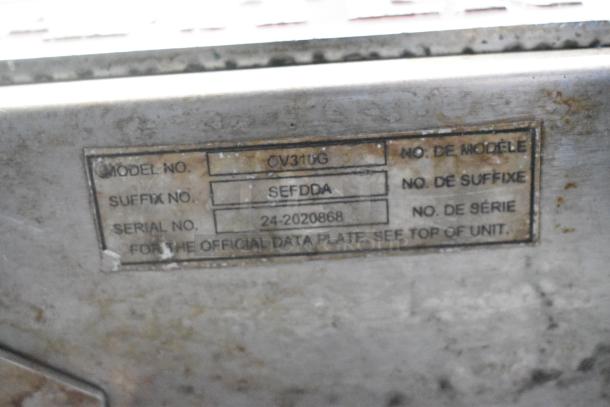 MODEL NO. CV310G NO. DE MODÈLE
SUFFIX NO. SEFDDA NO. DE SUFFIXE
SERIAL NO. 24-2020868 NO. DE SÉRIE
FOR THE OFFICIAL DATA PLATE, SEE TOP OF UNIT.